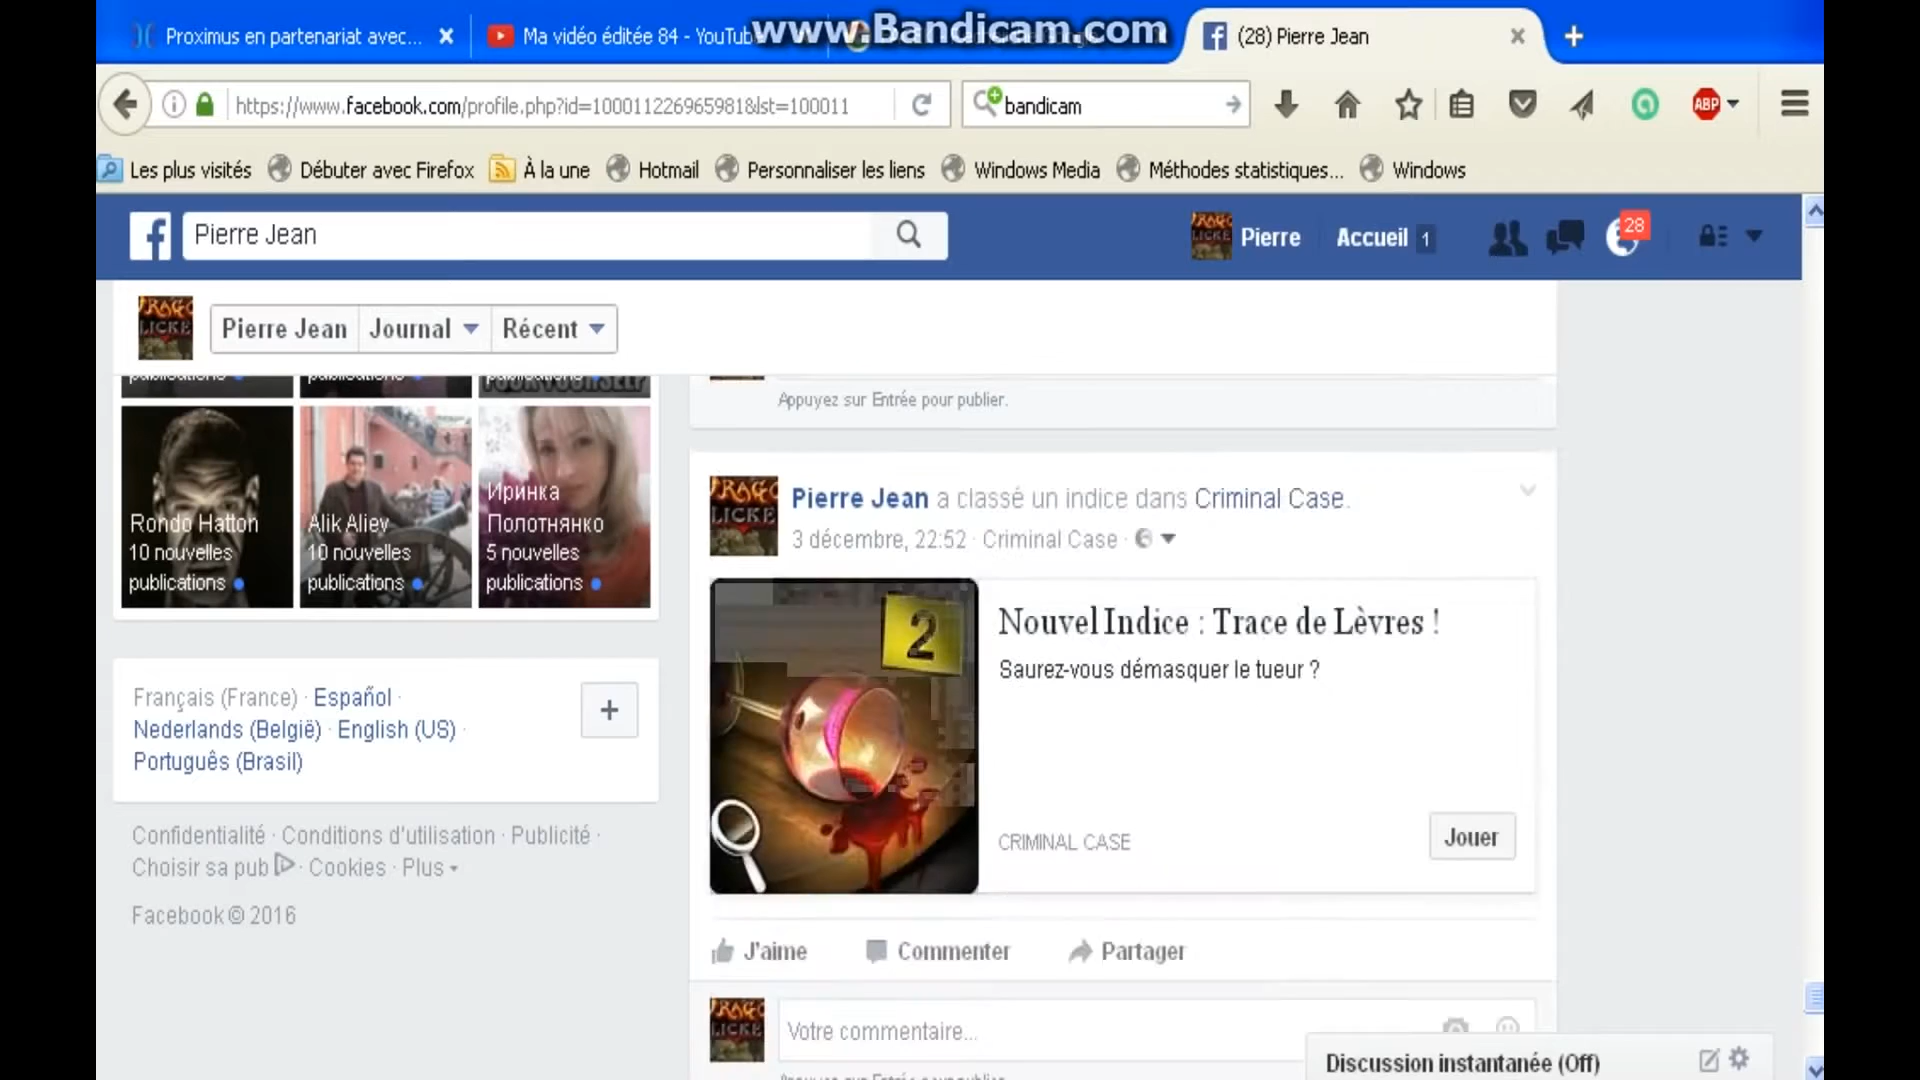 www.Bandicam.com
Proximus en partenariat avec...
Ma vidéo éditée 84 - YouTub
(28) Pierre Jean
https://www.facebook.com/profile.php?id=100011226965981&lst=100011
bandicam
ABP
Les plus visités
Débuter avec Firefox
À la une
Hotmail
Personnaliser les liens
Windows Media
Méthodes statistiques...
Windows
Pierre Jean
Pierre
Accueil 1
28
Pierre Jean
Journal
Récent
publications
publications
Appuyez sur Entrée pour publier.
Rondo Hatton
10 nouvelles
publications
Alik Aliev
10 nouvelles
publications
Иринка
Полотнянко
5 nouvelles
publications
Pierre Jean a classé un indice dans Criminal Case.
3 décembre, 22:52 · Criminal Case ·
2
Nouvel Indice : Trace de Lèvres !
Saurez-vous démasquer le tueur ?
CRIMINAL CASE
Jouer
Français (France) · Español ·
Nederlands (België) · English (US) ·
Português (Brasil)
Confidentialité · Conditions d'utilisation · Publicité ·
Choisir sa pub · Cookies · Plus
Facebook © 2016
J'aime
Commenter
Partager
Votre commentaire...
Discussion instantanée (Off)